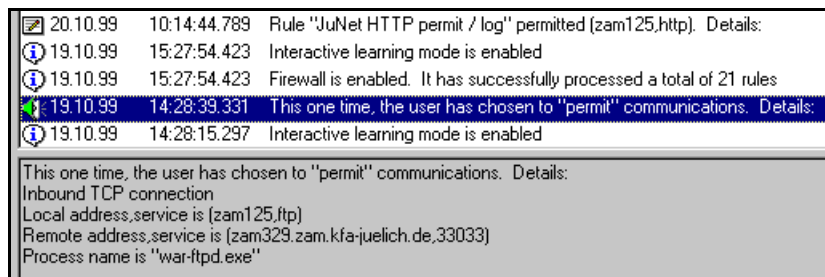 20.10.99 10:14:44.789 Rule "JuNet HTTP permit / log" permitted (zam125,http). Details:
19.10.99 15:27:54.423 Interactive learning mode is enabled
19.10.99 15:27:54.423 Firewall is enabled. It has successfully processed a total of 21 rules
19.10.99 14:28:39.331 This one time, the user has chosen to "permit" communications. Details:
19.10.99 14:28:15.297 Interactive learning mode is enabled
This one time, the user has chosen to "permit" communications. Details:
Inbound TCP connection
Local address,service is (zam125,ftp)
Remote address,service is (zam329.zam.kfa-juelich.de,33033)
Process name is "war-ftpd.exe"